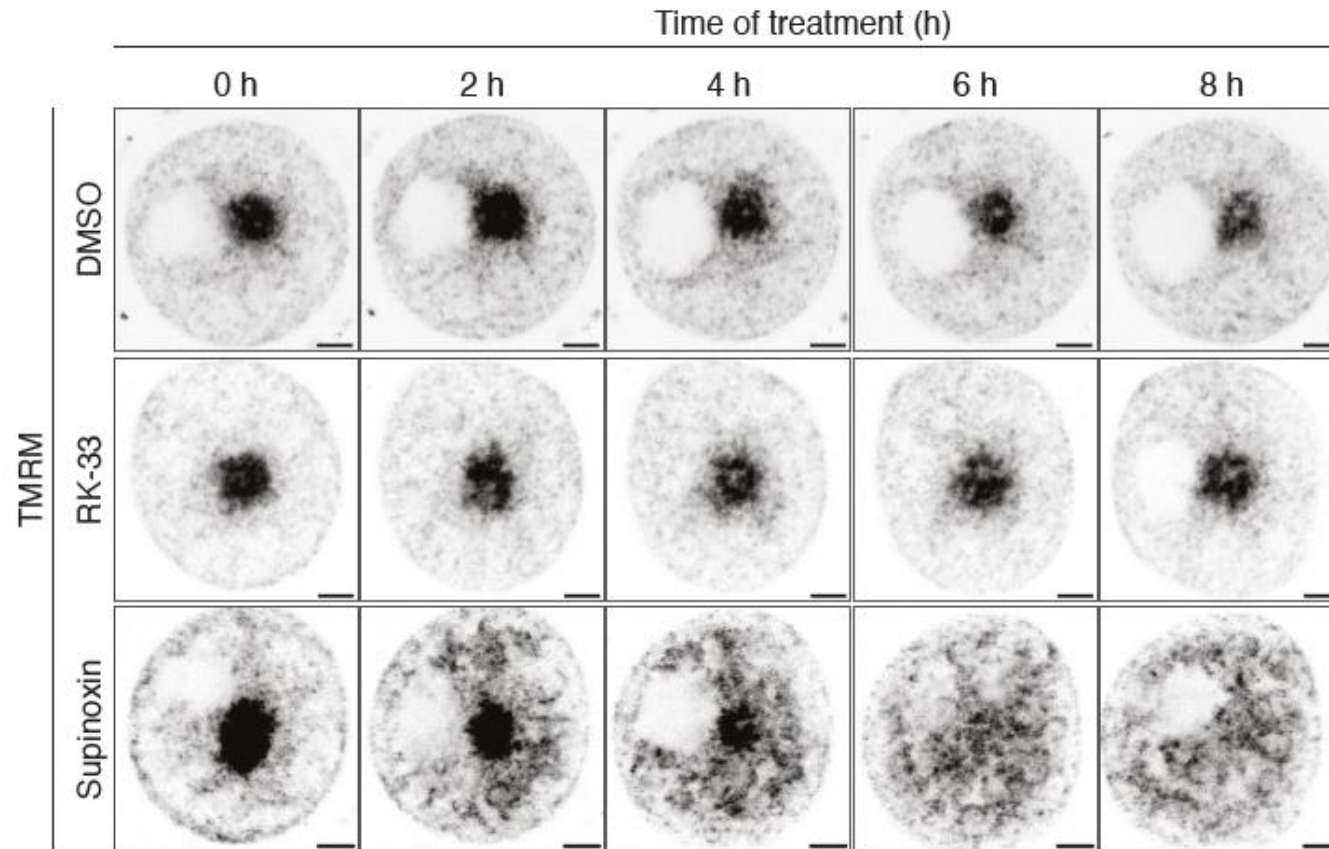 Time of treatment (h)
0 h 2 h 4 h 6 h 8 h
TMRM
DMSO
RK-33
Supinoxin